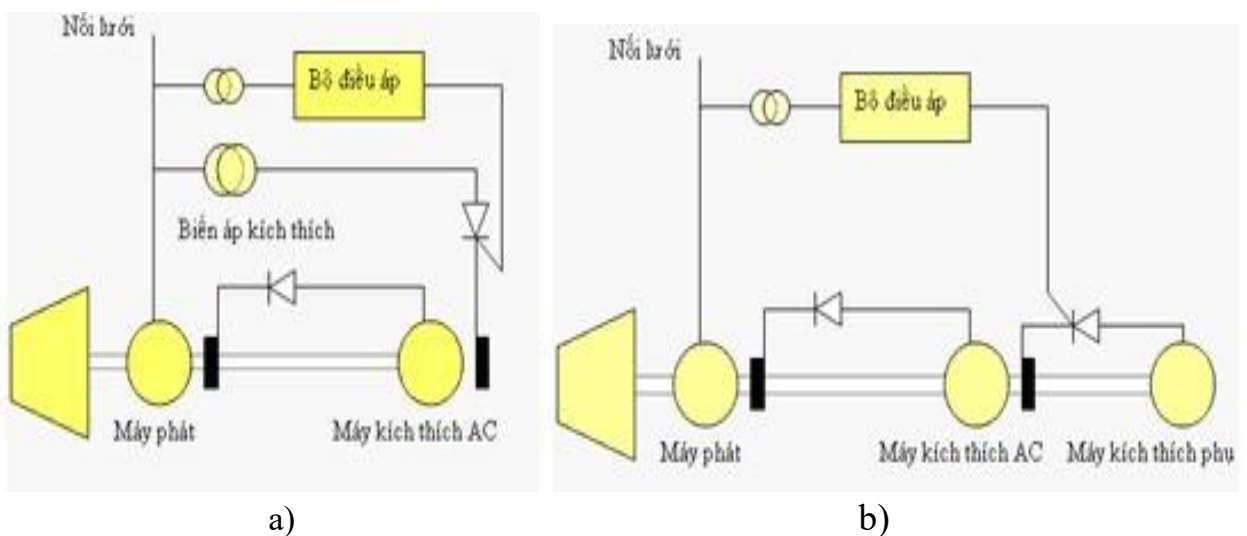 Nối lưới
Bộ điều áp
Biến áp kích thích
Máy phát
Máy kích thích AC
a)
Nối lưới
Bộ điều áp
Máy phát
Máy kích thích AC
Máy kích thích phụ
b)